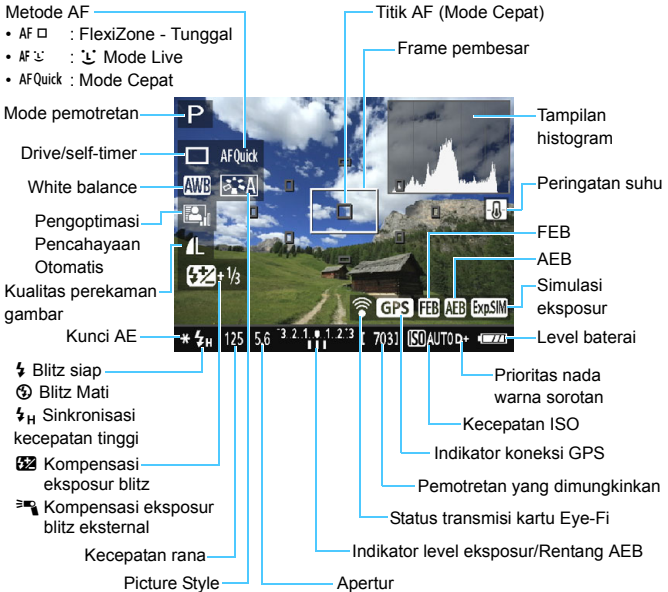 Metode AF
• AF □ : FlexiZone - Tunggal
• AF : Mode Live
• AFQuick : Mode Cepat
Mode pemotretan
Drive/self-timer
White balance
Pengoptimasi
Pencahayaan
Otomatis
Kualitas perekaman
gambar
Kunci AE
Blitz siap
Blitz Mati
H Sinkronisasi
kecepatan tinggi
Kompensasi
eksposur blitz
Kompensasi eksposur
blitz eksternal
Kecepatan rana
Picture Style
Titik AF (Mode Cepat)
Frame pembesar
Tampilan
histogram
Peringatan suhu
FEB
AEB
Simulasi
eksposur
Level baterai
Prioritas nada
warna sorotan
Kecepatan ISO
Indikator koneksi GPS
Pemotretan yang dimungkinkan
Status transmisi kartu Eye-Fi
Indikator level eksposur/Rentang AEB
Apertur
P
AFQuick
AWB A
L
+1/3
GPS FEB AEB Exp.SIM
* H 125 5.6 -3..2..1..1..2..+3 [ 703] ISO AUTO D+